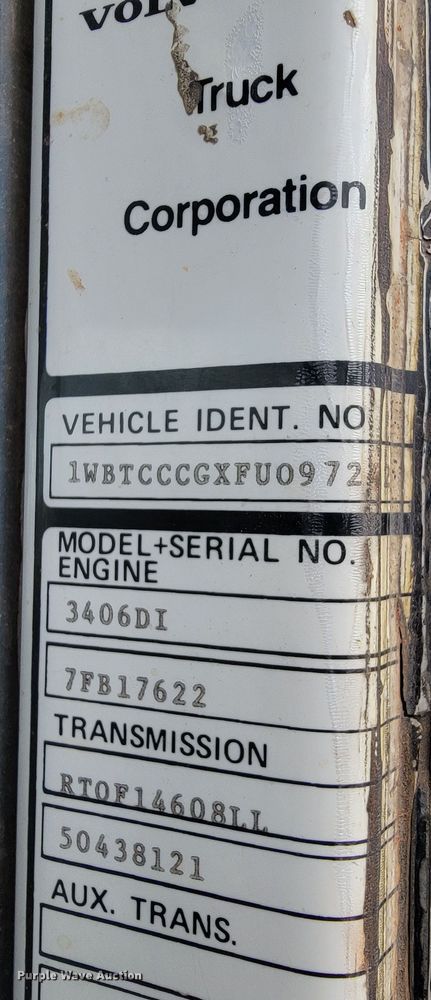 VOLV
Truck
Corporation
VEHICLE IDENT. NO
1WBTCCCGXFU0972
MODEL+SERIAL NO.
ENGINE
3406DI
7FB17622
TRANSMISSION
RTOF14608LL
50438121
AUX. TRANS.
Purple Wave Auction